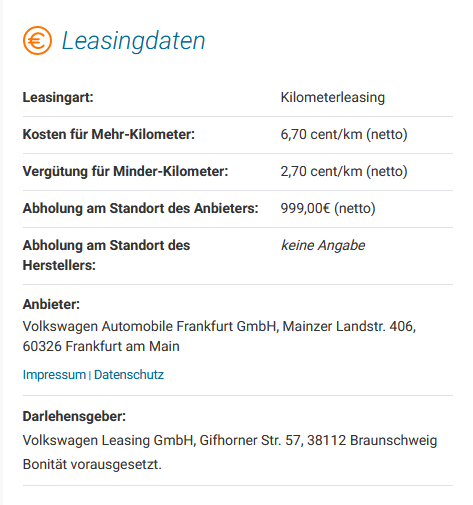 Leasingdaten
Leasingart: Kilometerleasing
Kosten für Mehr-Kilometer: 6,70 cent/km (netto)
Vergütung für Minder-Kilometer: 2,70 cent/km (netto)
Abholung am Standort des Anbieters: 999,00€ (netto)
Abholung am Standort des keine Angabe
Herstellers:
Anbieter:
Volkswagen Automobile Frankfurt GmbH, Mainzer Landstr. 406,
60326 Frankfurt am Main
Impressum | Datenschutz
Darlehensgeber:
Volkswagen Leasing GmbH, Gifhorner Str. 57, 38112 Braunschweig
Bonität vorausgesetzt.